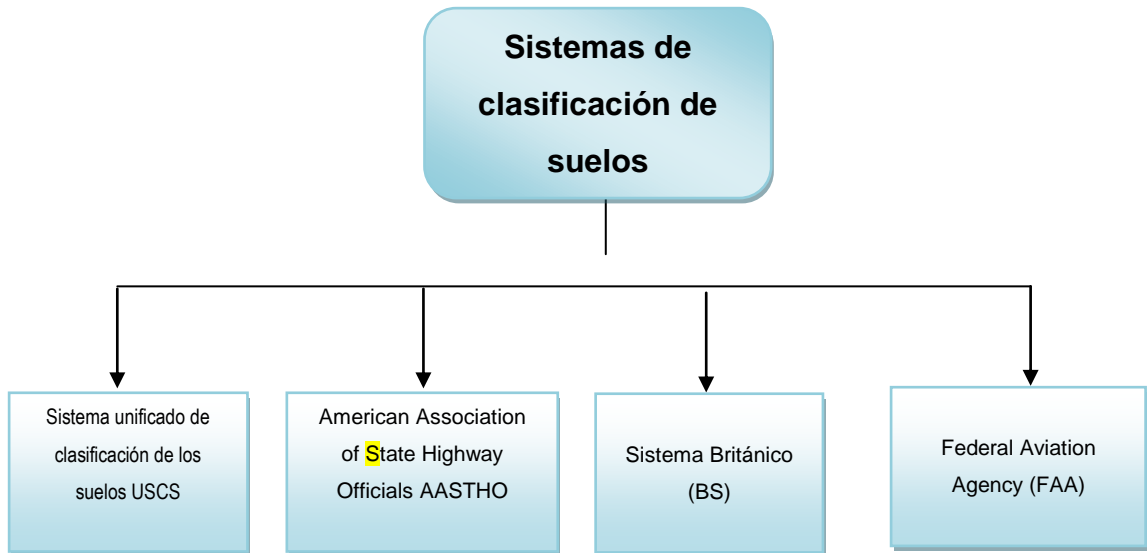 Sistemas de
clasificación de
suelos
Sistema unificado de
clasificación de los
suelos USCS
American Association
of State Highway
Officials AASTHO
Sistema Británico
(BS)
Federal Aviation
Agency (FAA)